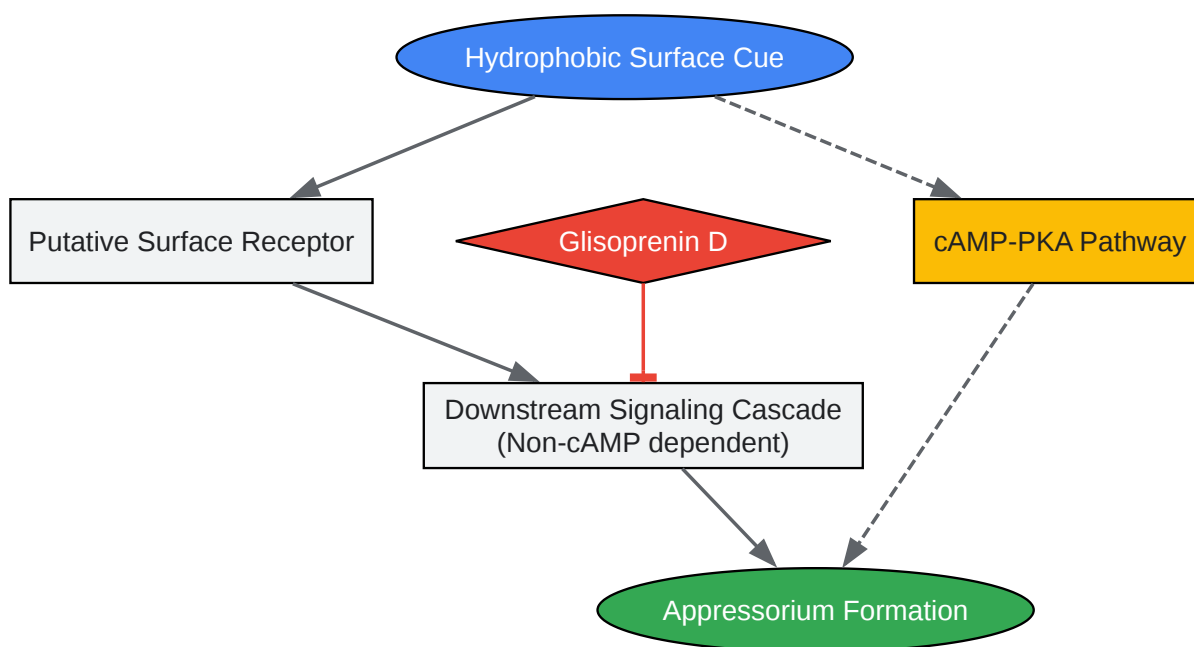 Hydrophobic Surface Cue
Putative Surface Receptor
Glisoprenin D
cAMP-PKA Pathway
Downstream Signaling Cascade
(Non-cAMP dependent)
Appressorium Formation